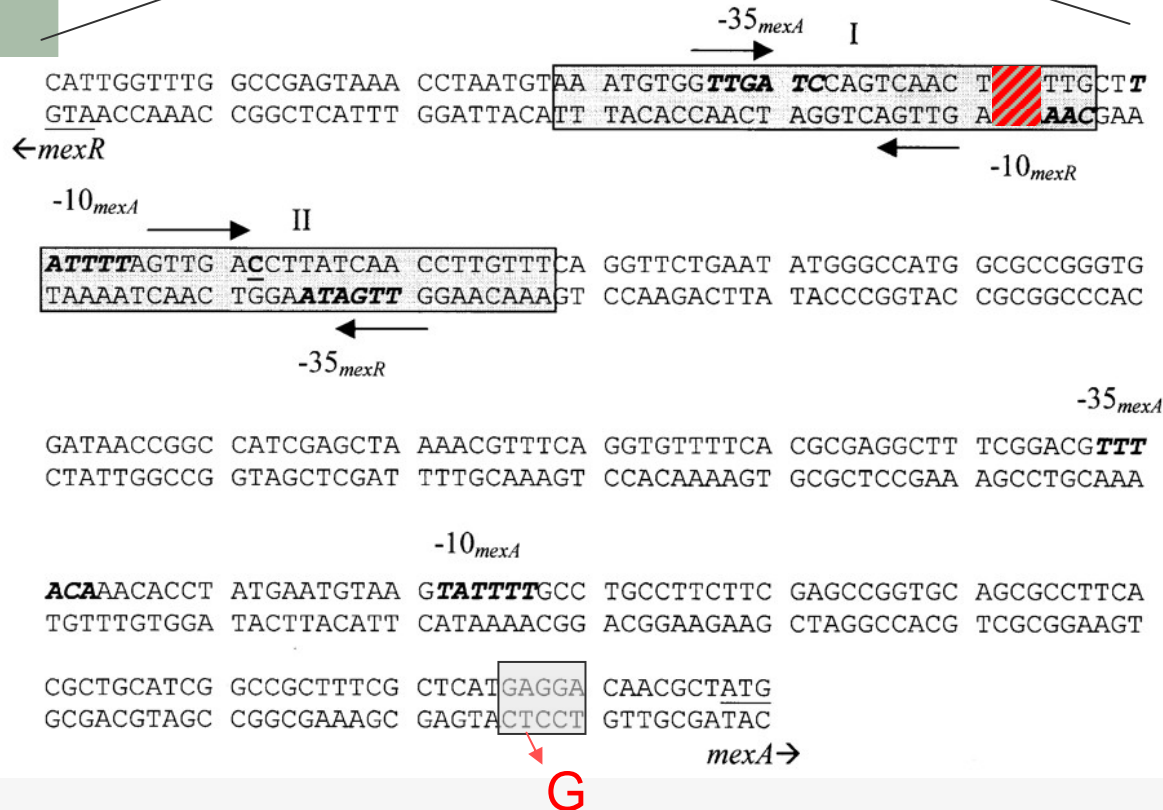 -35mexA I
CATTGGTTTG GCCGAGTAAA CCTAATGTAA ATGTGGTTGA TCCAGTCAAC T TTGCTT
GTAACCAAAC CGGCTCATTT GGATTACATT TACACCAACT AGGTCAGTTG A AACGAA
←mexR
-10mexR
-10mexA II
ATTTTAGTTG ACCTTATCAA CCTTGTTTCA GGTTCTGAAT ATGGGCCATG GCGCCGGGTG
TAAAATCAAC TGGAATAGTT GGAACAAAGT CCAAGACTTA TACCCGGTAC CGCGGCCCAC
-35mexR
-35mexA
GATAACCGGC CATCGAGCTA AAACGTTTCA GGTGTTTTCA CGCGAGGCTT TCGGACGTTT
CTATTGGCCG GTAGCTCGAT TTTGCAAAGT CCACAAAAGT GCGCTCCGAA AGCCTGCAAA
-10mexA
ACAAACACCT ATGAATGTAA GTATTTTGCC TGCCTTCTTC GAGCCGGTGC AGCGCCTTCA
TGTTTGTGGA TACTTACATT CATAAAACGG ACGGAAGAAG CTAGGCCACG TCGCGGAAGT
CGCTGCATCG GCCGCTTTCG CTCATGAGGA CAACGCTATG
GCGACGTAGC CGGCGAAAGC GAGTACTCCT GTTGCGATAC
mexA→
G